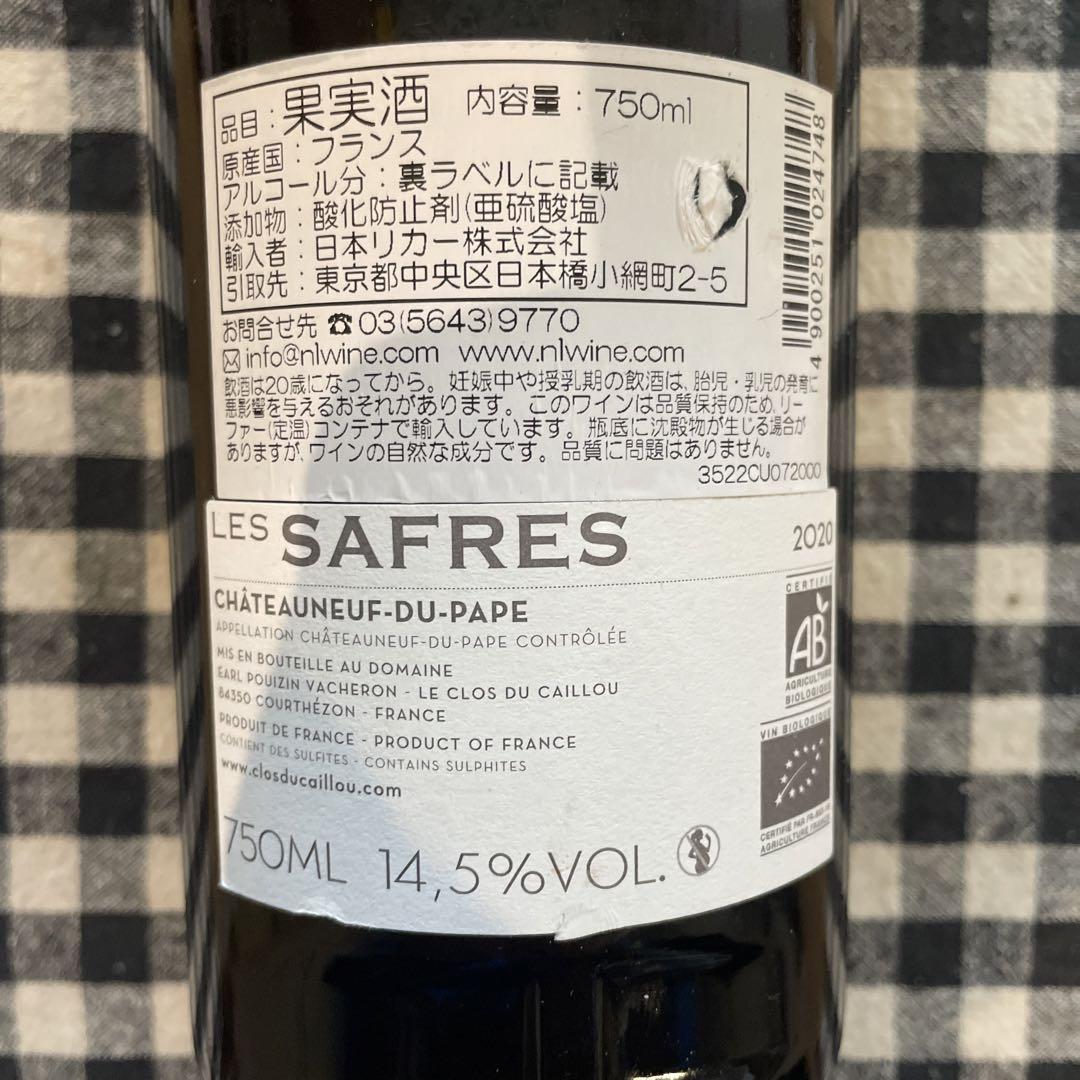 品目：果実酒 内容量：750ml
原産国：フランス
アルコール分：裏ラベルに記載
添加物：酸化防止剤(亜硫酸塩)
輸入者：日本リカー株式会社
引取先：東京都中央区日本橋小網町2-5
お問合せ先 ☎03(5643)9770
✉info@nlwine.com www.nlwine.com
飲酒は20歳になってから。妊娠中や授乳期の飲酒は、胎児・乳児の発育に
悪影響を与えるおそれがあります。このワインは品質保持のため、リー
ファー(定温)コンテナで輸入しています。瓶底に沈殿物が生じる場合が
ありますが、ワインの自然な成分です。品質に問題はありません。
3522CU072000
4 900251 024748
LES SAFRES 2020
CHÂTEAUNEUF-DU-PAPE
APPELLATION CHÂTEAUNEUF-DU-PAPE CONTRÔLÉE
MIS EN BOUTEILLE AU DOMAINE
EARL POUIZIN VACHERON - LE CLOS DU CAILLOU
84350 COURTHÉZON - FRANCE
PRODUIT DE FRANCE - PRODUCT OF FRANCE
CONTIENT DES SULFITES - CONTAINS SULPHITES
www.closducaillou.com
750ML 14,5%VOL.
CERTIFIÉ
AB
AGRICULTURE
BIOLOGIQUE
VIN BIOLOGIQUE
CERTIFIÉ PAR FR-BIO-
AGRICULTURE FRANCE